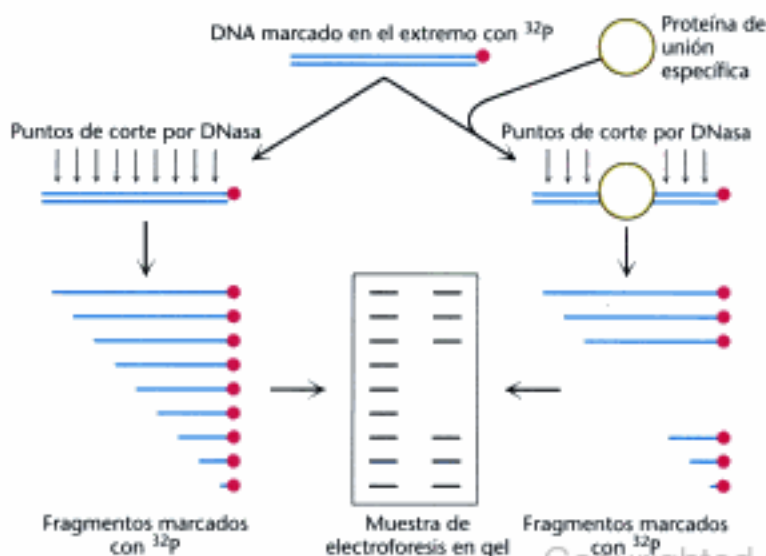 DNA marcado en el extremo con ³²P
Proteína de
unión
específica
Puntos de corte por DNasa
Puntos de corte por DNasa
Fragmentos marcados
con ³²P
Muestra de
electroforesis en gel
Fragmentos marcados
con ³²P